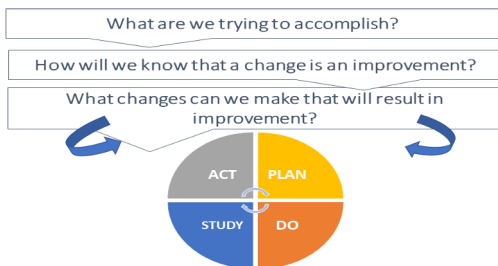 What are we trying to accomplish?
How will we know that a change is an improvement?
What changes can we make that will result in
improvement?
ACT
PLAN
STUDY
DO